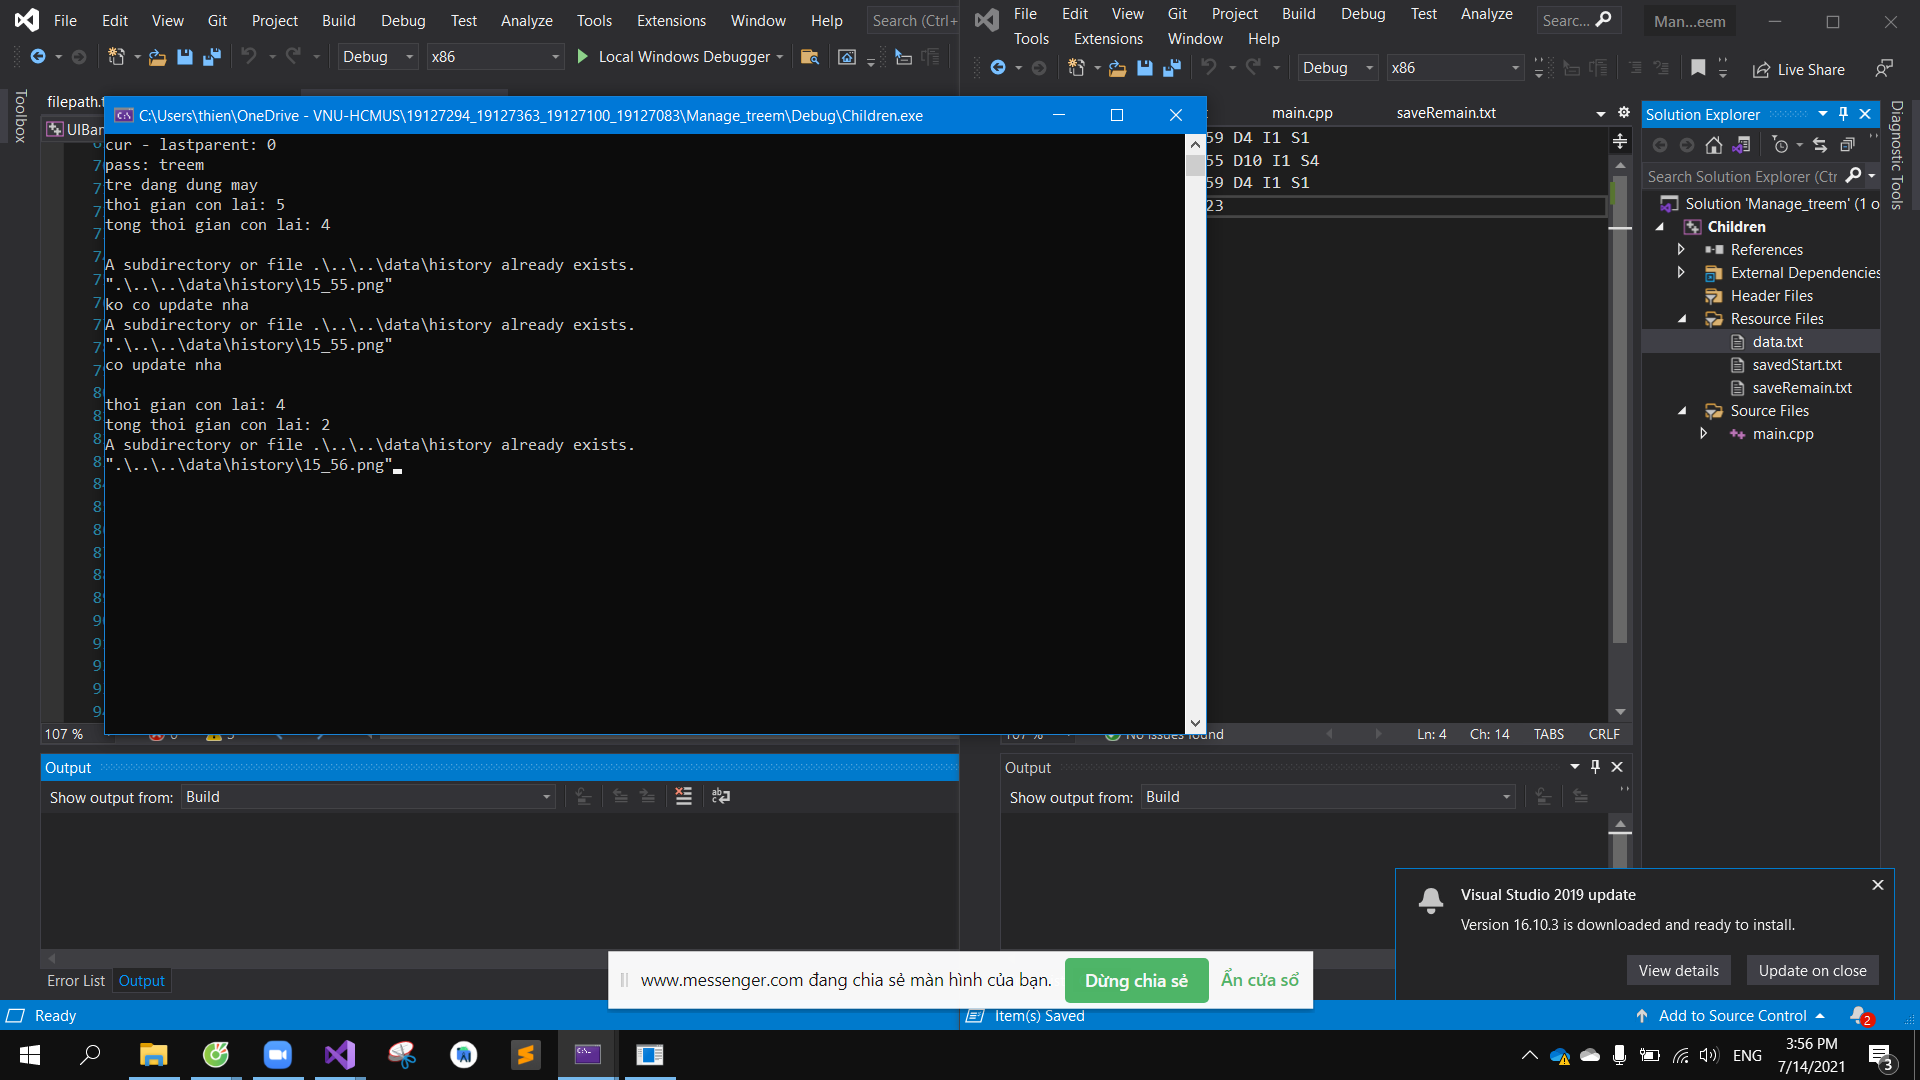 File Edit View Git Project Build Debug Test Analyze Tools Extensions Window Help Search (Ctrl+
Debug x86 Local Windows Debugger
File Edit View Git Project Build Debug Test Analyze Searc... Man...eem
Tools Extensions Window Help
Debug x86 Live Share
Toolbox
filepath.t
UIBan
C:\Users\thien\OneDrive - VNU-HCMUS\19127294_19127363_19127100_19127083\Manage_treem\Debug\Children.exe
cur - lastparent: 0
pass: treem
tre dang dung may
thoi gian con lai: 5
tong thoi gian con lai: 4
A subdirectory or file .\..\..\data\history already exists.
".\..\..\data\history\15_55.png"
ko co update nha
A subdirectory or file .\..\..\data\history already exists.
".\..\..\data\history\15_55.png"
co update nha
thoi gian con lai: 4
tong thoi gian con lai: 2
A subdirectory or file .\..\..\data\history already exists.
".\..\..\data\history\15_56.png"
main.cpp saveRemain.txt
59 D4 I1 S1
55 D10 I1 S4
59 D4 I1 S1
23
Solution Explorer
Search Solution Explorer (Ctr
Solution 'Manage_treem' (1 o
Children
References
External Dependencies
Header Files
Resource Files
data.txt
savedStart.txt
saveRemain.txt
Source Files
main.cpp
Diagnostic Tools
107 %
No issues found Ln: 4 Ch: 14 TABS CRLF
Output
Show output from: Build
Output
Show output from: Build
Error List Output
Visual Studio 2019 update
Version 16.10.3 is downloaded and ready to install.
View details Update on close
www.messenger.com đang chia sẻ màn hình của bạn. Dừng chia sẻ Ẩn cửa sổ
Ready
Item(s) Saved Add to Source Control 2
ENG 3:56 PM
7/14/2021 3